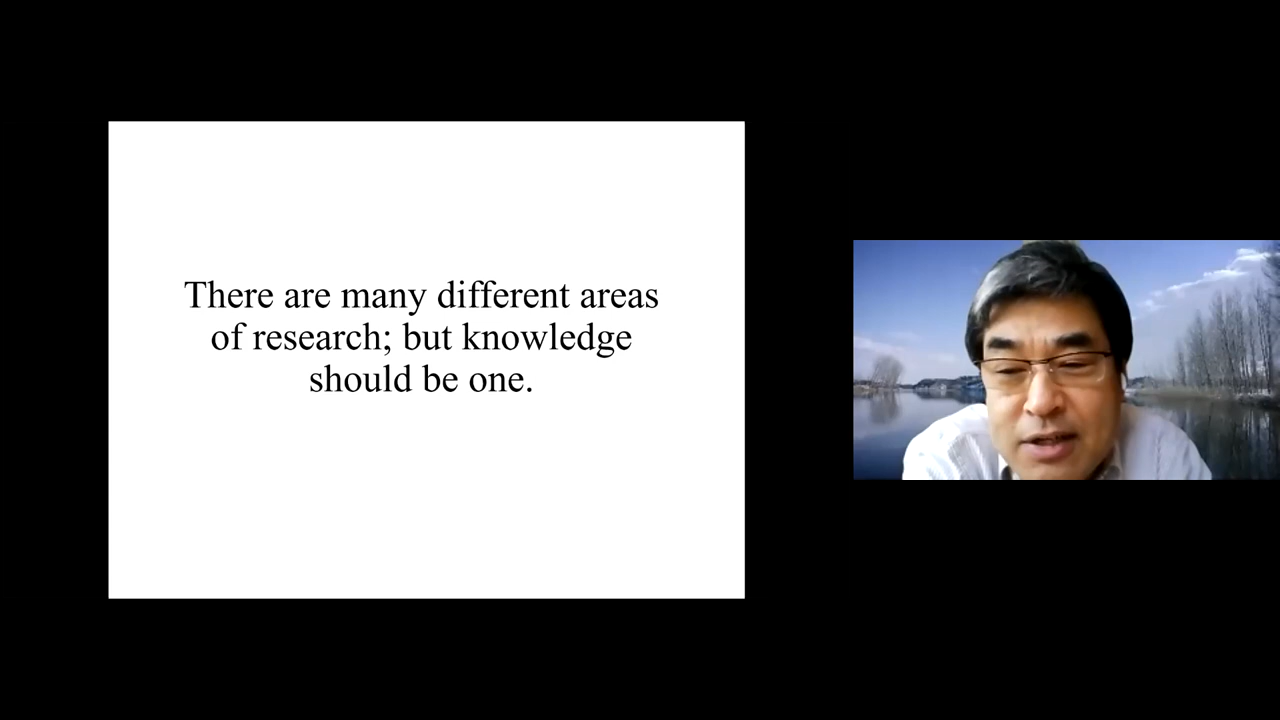 There are many different areas
of research; but knowledge
should be one.